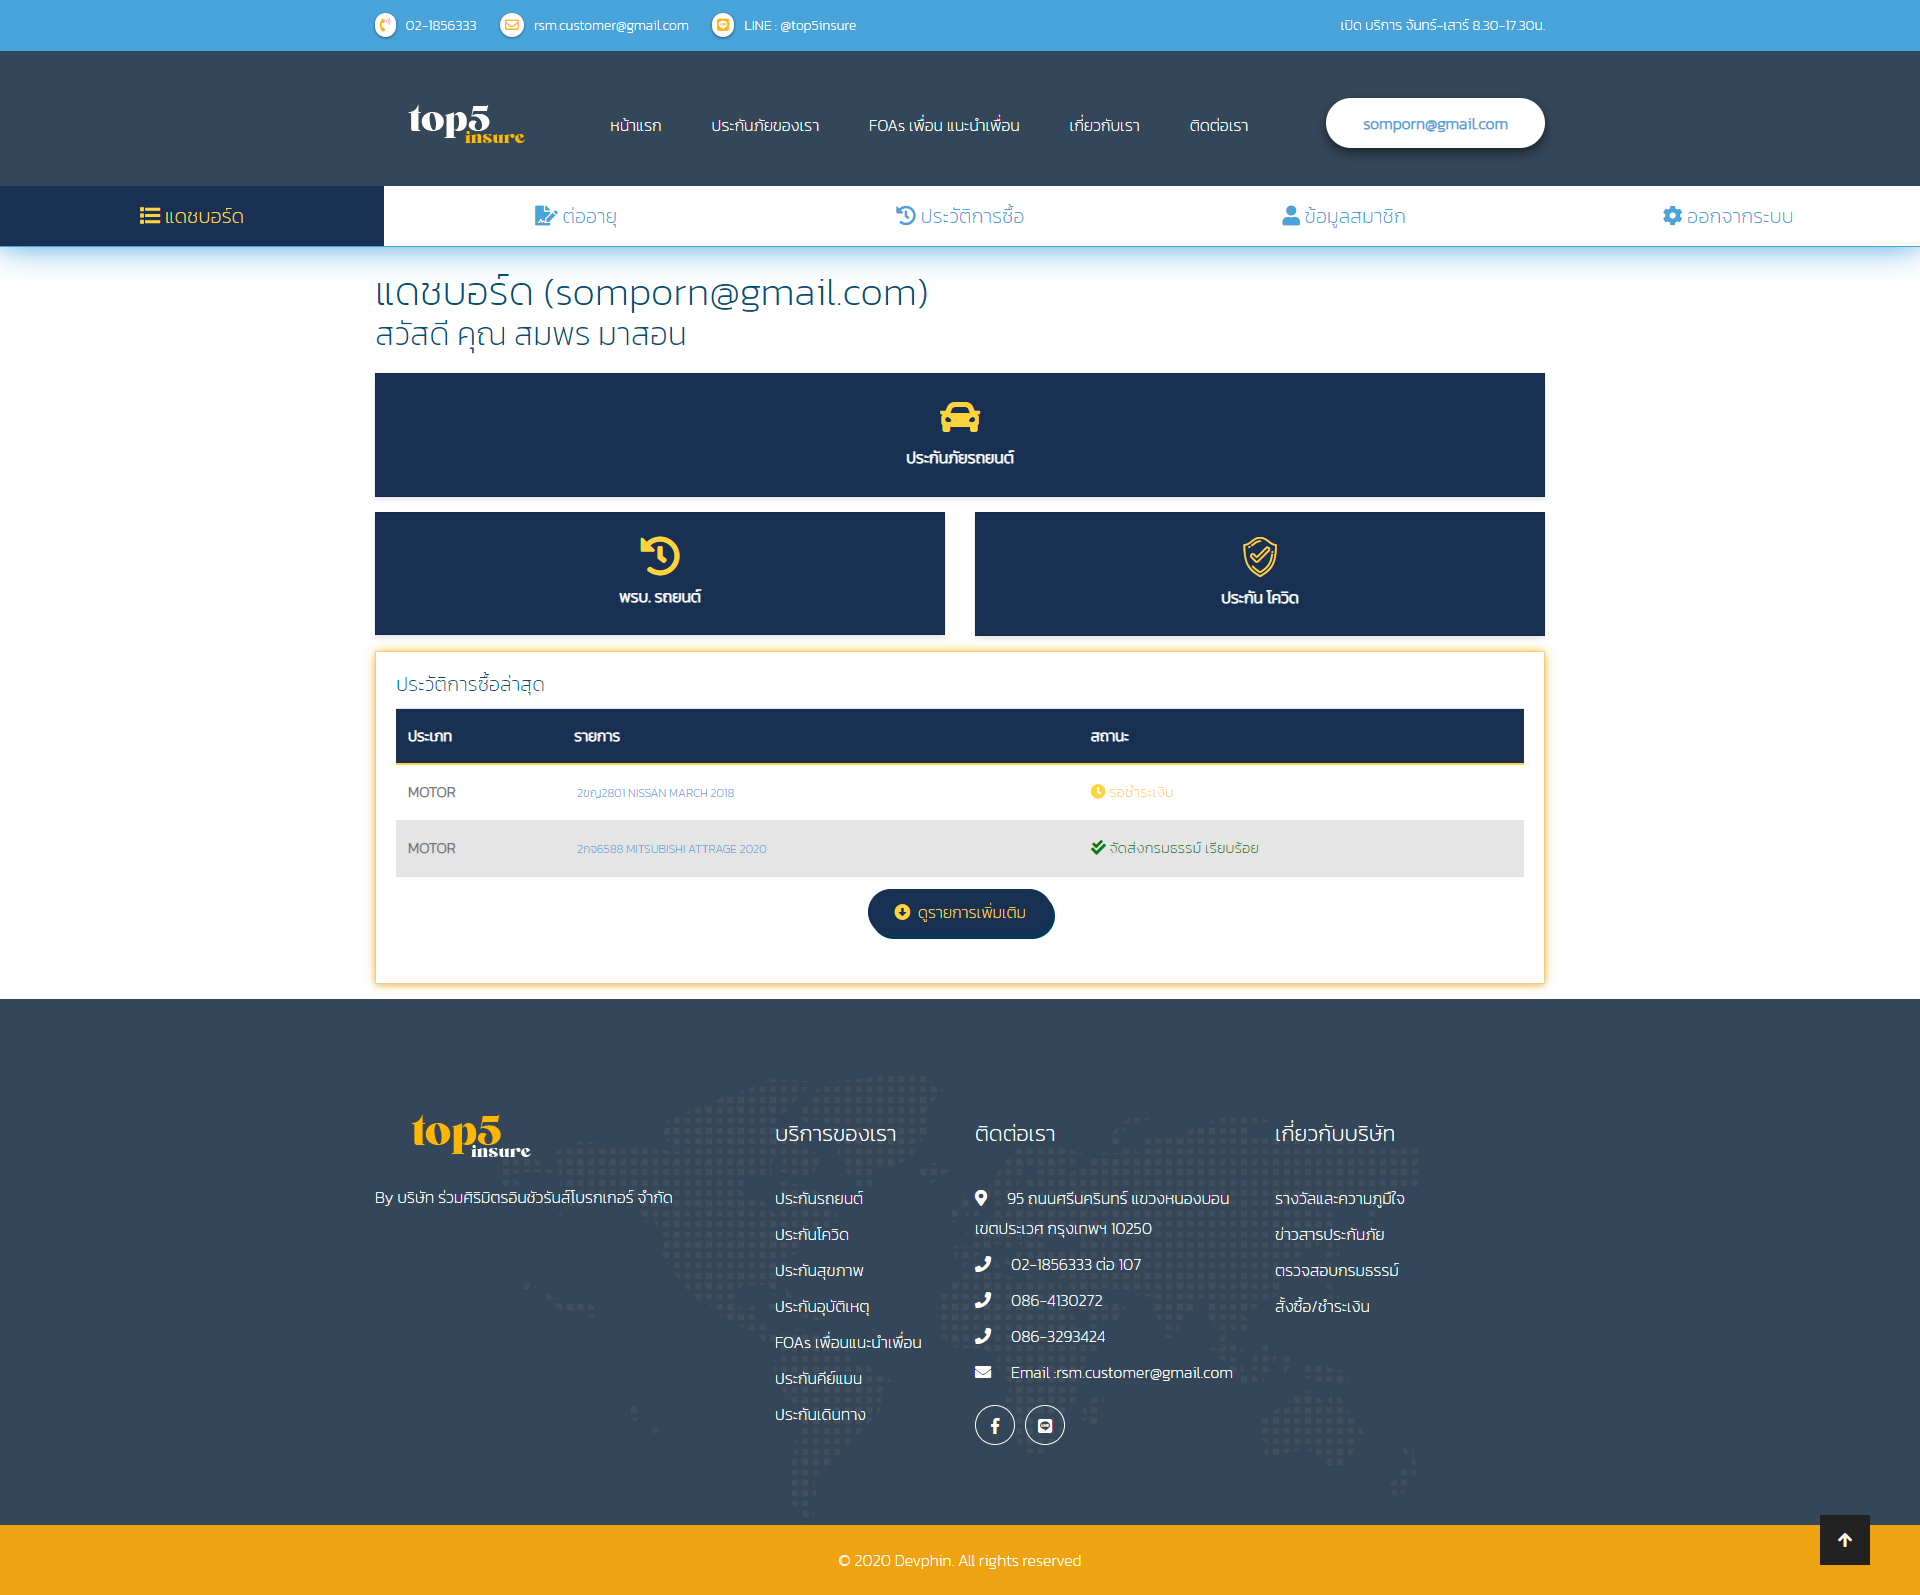 02-1856333 rsm.customer@gmail.com LINE : @top5insure เปิด บริการ จันทร์-เสาร์ 8.30-17.30น.
top5
insure
หน้าแรก ประกันภัยของเรา FOAs เพื่อน แนะนำเพื่อน เกี่ยวกับเรา ติดต่อเรา somporn@gmail.com
แดชบอร์ด ต่ออายุ ประวัติการซื้อ ข้อมูลสมาชิก ออกจากระบบ
แดชบอร์ด (somporn@gmail.com)
สวัสดี คุณ สมพร มาสอน
ประกันภัยรถยนต์
พรบ. รถยนต์ ประกัน โควิด
ประวัติการซื้อล่าสุด
ประเภท รายการ สถานะ
MOTOR 2ขญ2801 NISSAN MARCH 2018 รอชำระเงิน
MOTOR 2กจ6588 MITSUBISHI ATTRAGE 2020 จัดส่งกรมธรรม์ เรียบร้อย
ดูรายการเพิ่มเติม
top5
insure
By บริษัท ร่วมศิริมิตรอินชัวรันส์โบรกเกอร์ จำกัด
บริการของเรา
ประกันรถยนต์
ประกันโควิด
ประกันสุขภาพ
ประกันอุบัติเหตุ
FOAs เพื่อนแนะนำเพื่อน
ประกันคีย์แมน
ประกันเดินทาง
ติดต่อเรา
95 ถนนศรีนครินทร์ แขวงหนองบอน
เขตประเวศ กรุงเทพฯ 10250
02-1856333 ต่อ 107
086-4130272
086-3293424
Email :rsm.customer@gmail.com
เกี่ยวกับบริษัท
รางวัลและความภูมิใจ
ข่าวสารประกันภัย
ตรวจสอบกรมธรรม์
สั่งซื้อ/ชำระเงิน
© 2020 Devphin. All rights reserved